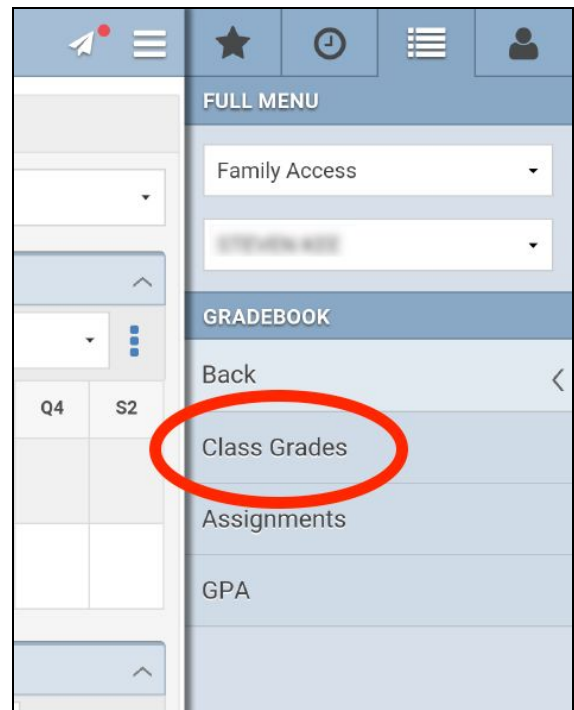 FULL MENU
Family Access
GRADEBOOK
Back
Q4 S2
Class Grades
Assignments
GPA